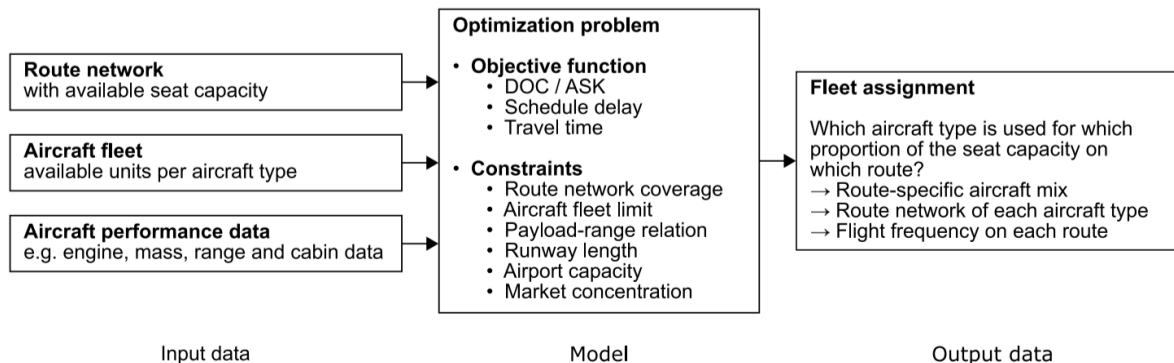 Route network
with available seat capacity
Aircraft fleet
available units per aircraft type
Aircraft performance data
e.g. engine, mass, range and cabin data
Input data
Optimization problem
• Objective function
• DOC / ASK
• Schedule delay
• Travel time
• Constraints
• Route network coverage
• Aircraft fleet limit
• Payload-range relation
• Runway length
• Airport capacity
• Market concentration
Model
Fleet assignment
Which aircraft type is used for which
proportion of the seat capacity on
which route?
→ Route-specific aircraft mix
→ Route network of each aircraft type
→ Flight frequency on each route
Output data